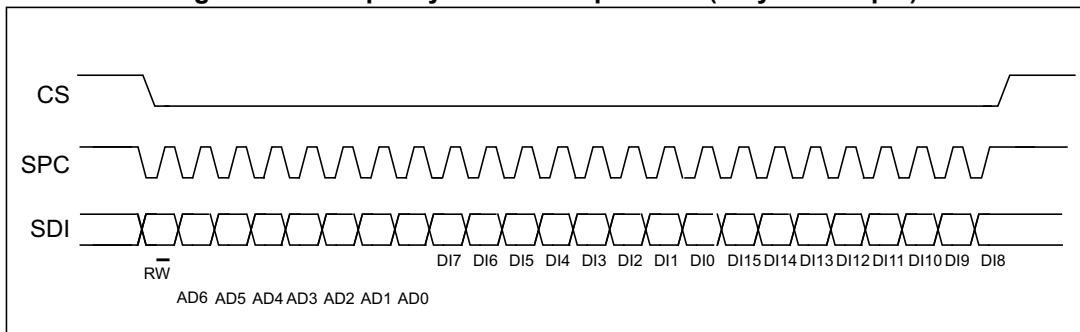 CS
SPC
SDI
DI7 DI6 DI5 DI4 DI3 DI2 DI1 DI0 DI15 DI14 DI13 DI12 DI11 DI10 DI9 DI8
RW
AD6 AD5 AD4 AD3 AD2 AD1 AD0